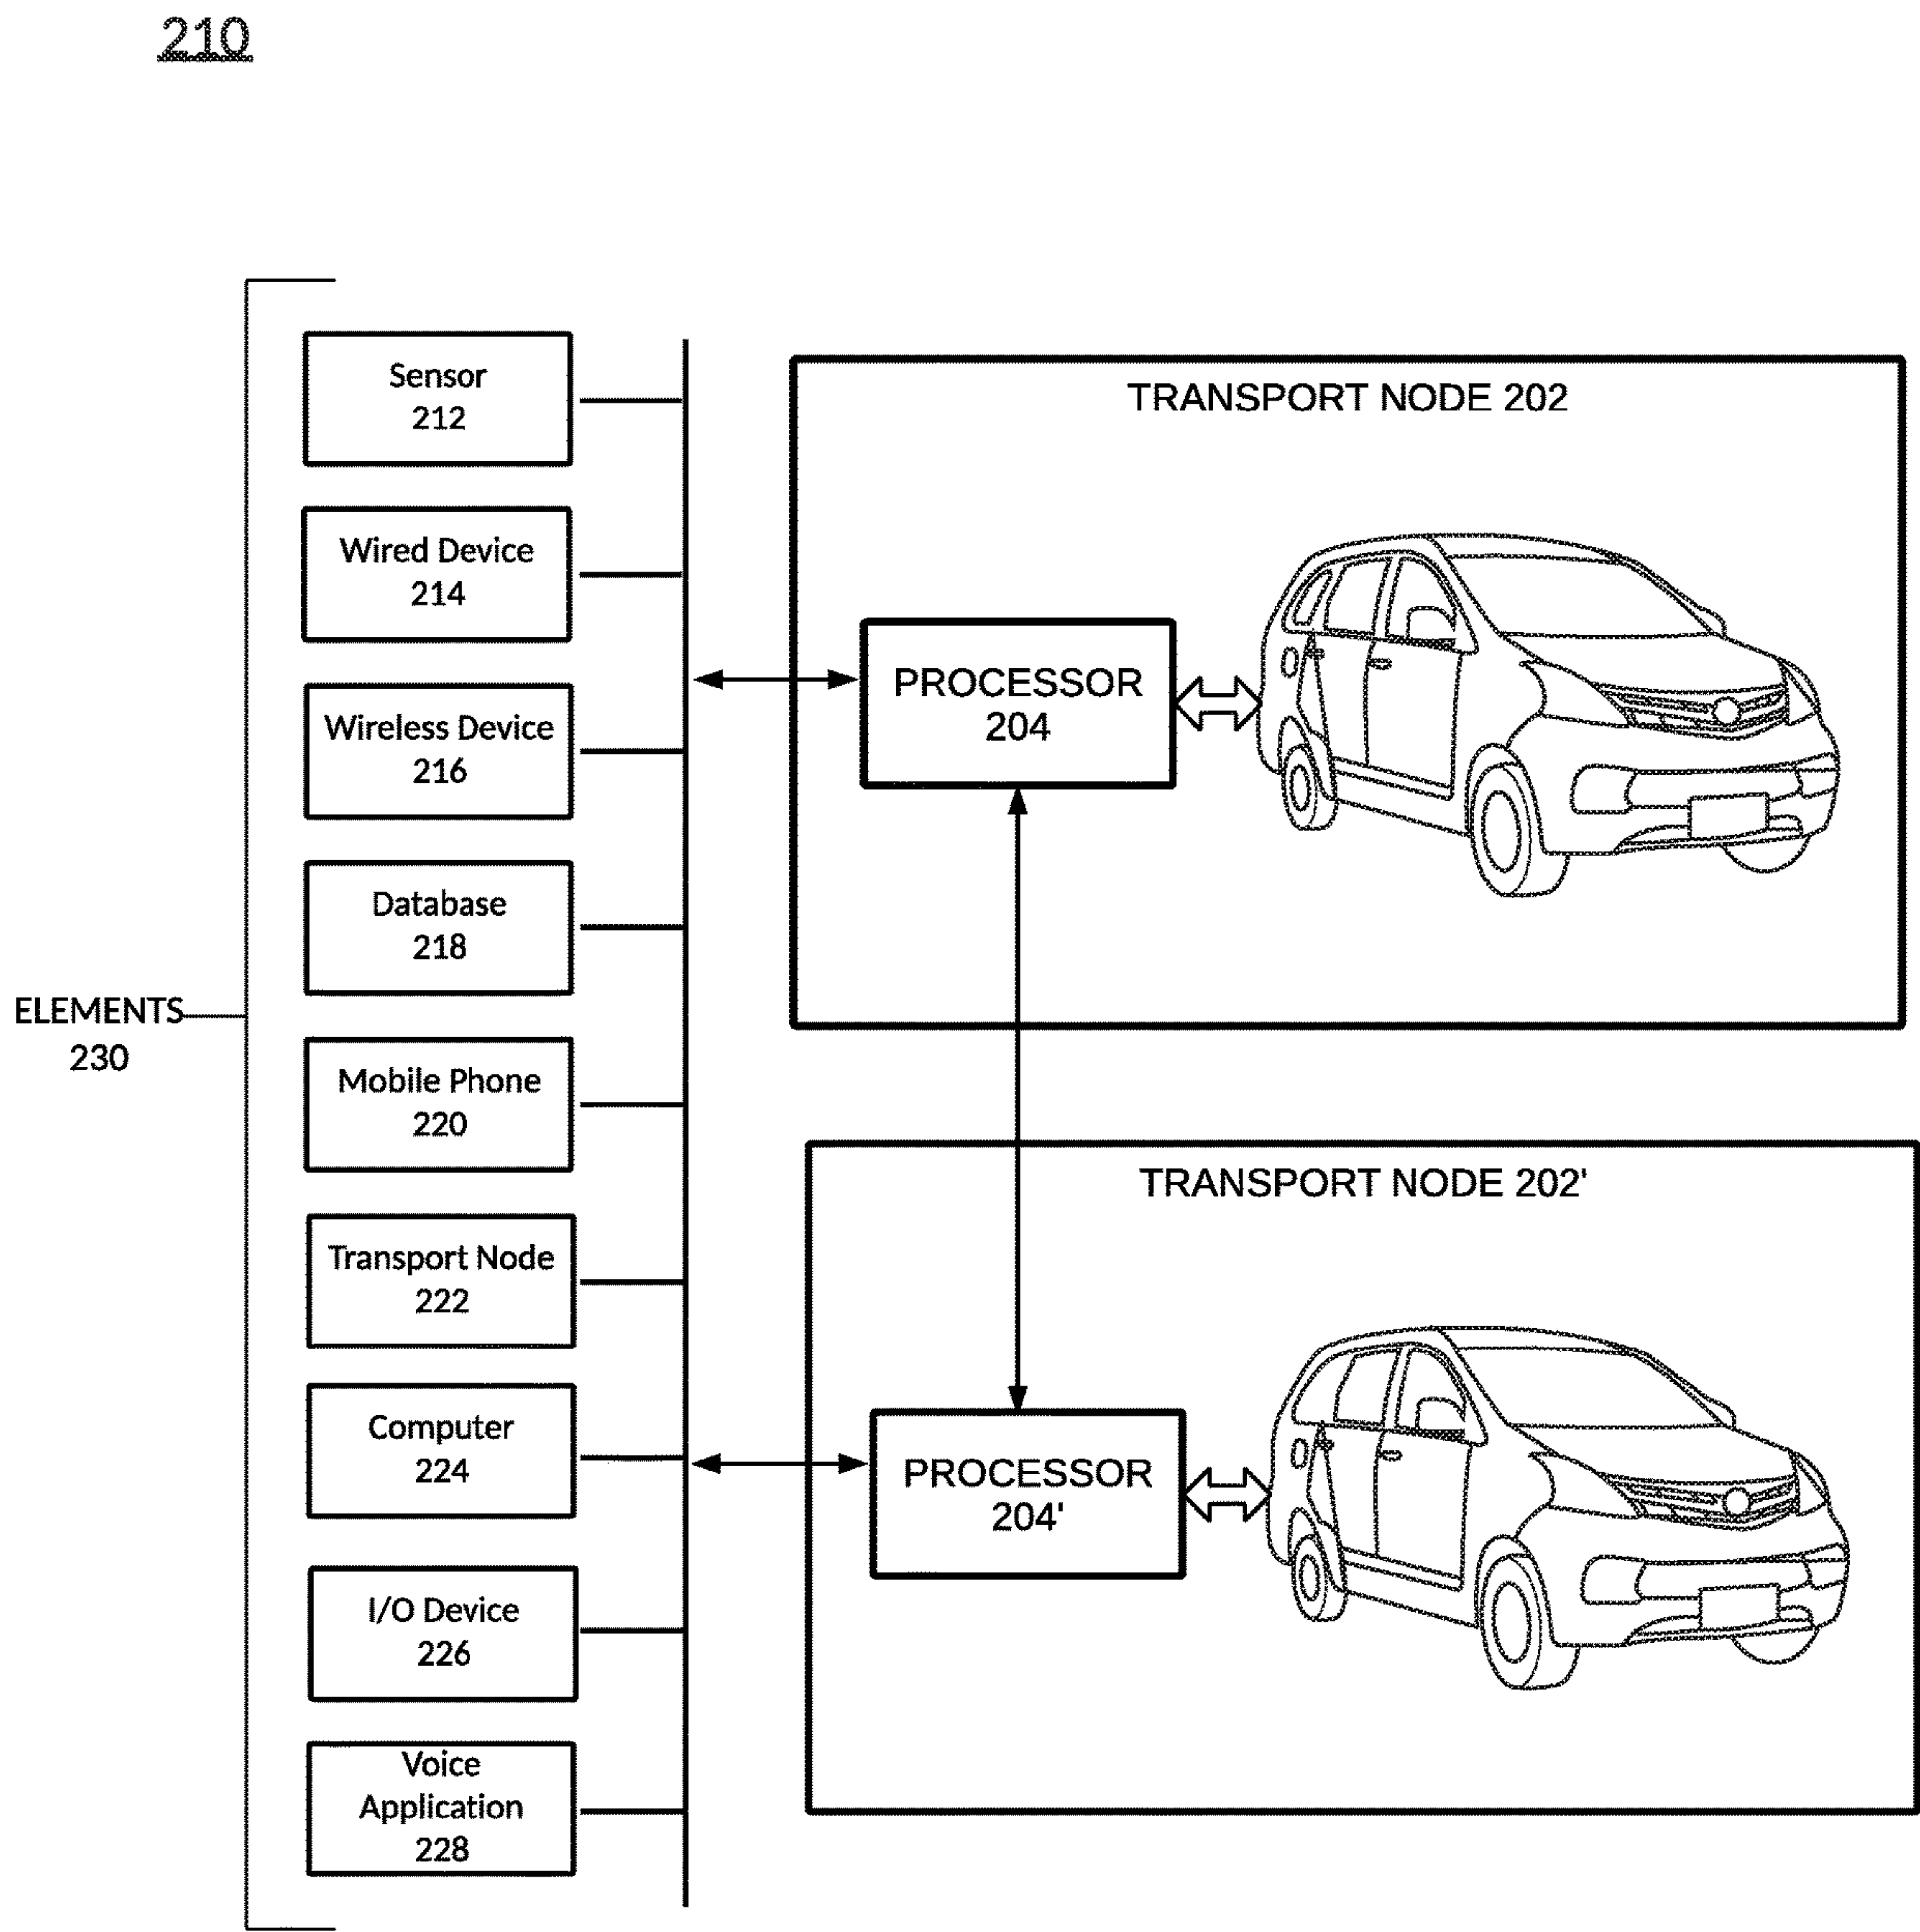 210
Sensor
212
Wired Device
214
Wireless Device
216
Database
218
ELEMENTS
230
Mobile Phone
220
Transport Node
222
Computer
224
I/O Device
226
Voice
Application
228
TRANSPORT NODE 202
PROCESSOR
204
TRANSPORT NODE 202'
PROCESSOR
204'